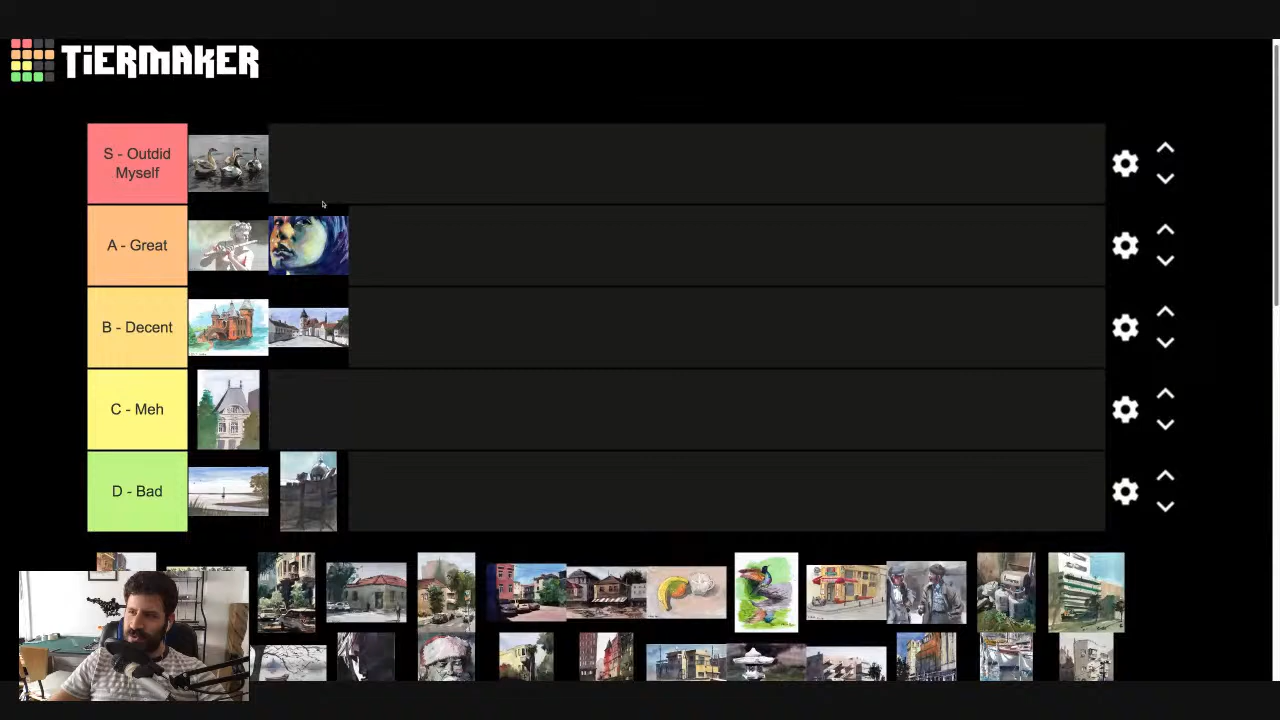 TiERMAKER
S - Outdid
Myself
A - Great
B - Decent
C - Meh
D - Bad